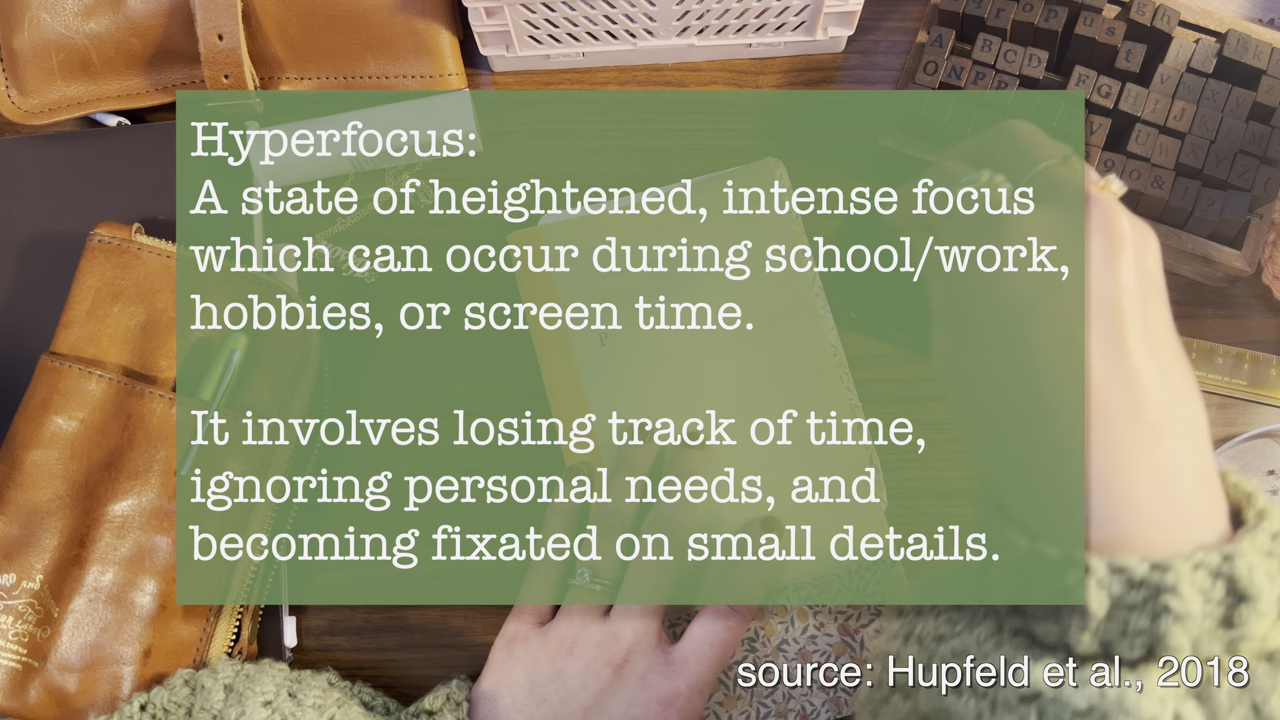 Hyperfocus:
A state of heightened, intense focus
which can occur during school/work,
hobbies, or screen time.
It involves losing track of time,
ignoring personal needs, and
becoming fixated on small details.
source: Hupfeld et al., 2018
A B C D